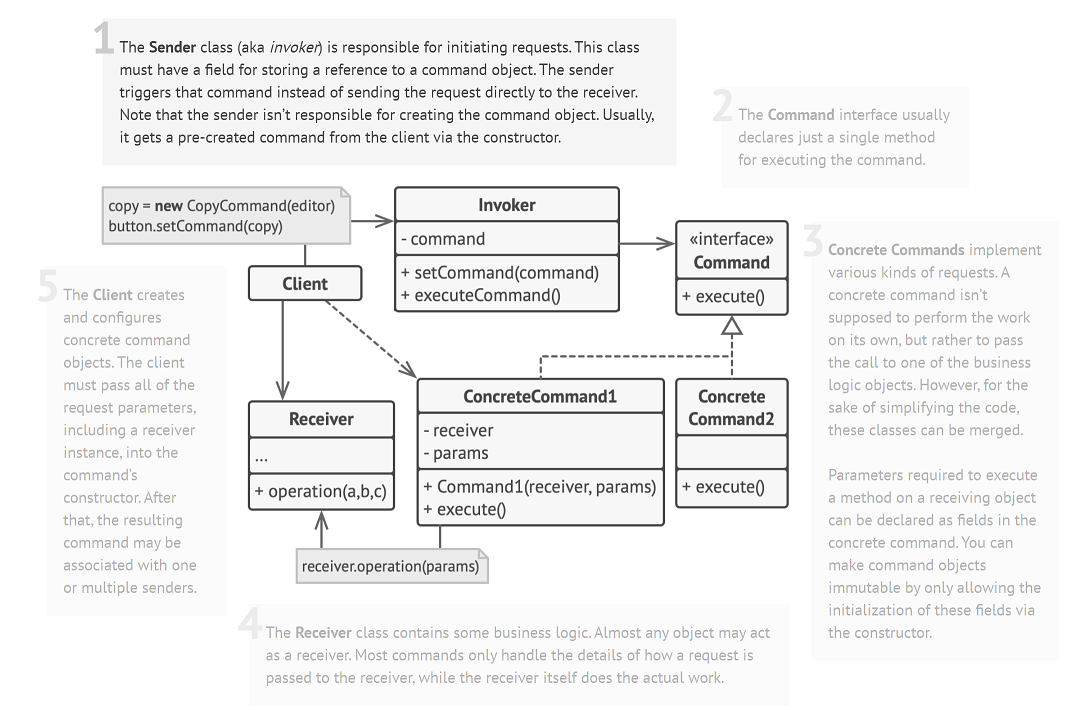 1
The Sender class (aka invoker) is responsible for initiating requests. This class
must have a field for storing a reference to a command object. The sender
triggers that command instead of sending the request directly to the receiver.
Note that the sender isn't responsible for creating the command object. Usually,
it gets a pre-created command from the client via the constructor.
2
The Command interface usually
declares just a single method
for executing the command.
copy = new CopyCommand(editor)
button.setCommand(copy)
Invoker
- command
+ setCommand(command)
+ executeCommand()
«interface»
Command
+ execute()
3
Concrete Commands implement
various kinds of requests. A
concrete command isn't
supposed to perform the work
on its own, but rather to pass
the call to one of the business
logic objects. However, for the
sake of simplifying the code,
these classes can be merged.
Parameters required to execute
a method on a receiving object
can be declared as fields in the
concrete command. You can
make command objects
immutable by only allowing the
initialization of these fields via
the constructor.
5
The Client creates
and configures
concrete command
objects. The client
must pass all of the
request parameters,
including a receiver
instance, into the
command's
constructor. After
that, the resulting
command may be
associated with one
or multiple senders.
Client
Receiver
...
+ operation(a,b,c)
ConcreteCommand1
- receiver
- params
+ Command1(receiver, params)
+ execute()
Concrete
Command2
+ execute()
receiver.operation(params)
4
The Receiver class contains some business logic. Almost any object may act
as a receiver. Most commands only handle the details of how a request is
passed to the receiver, while the receiver itself does the actual work.